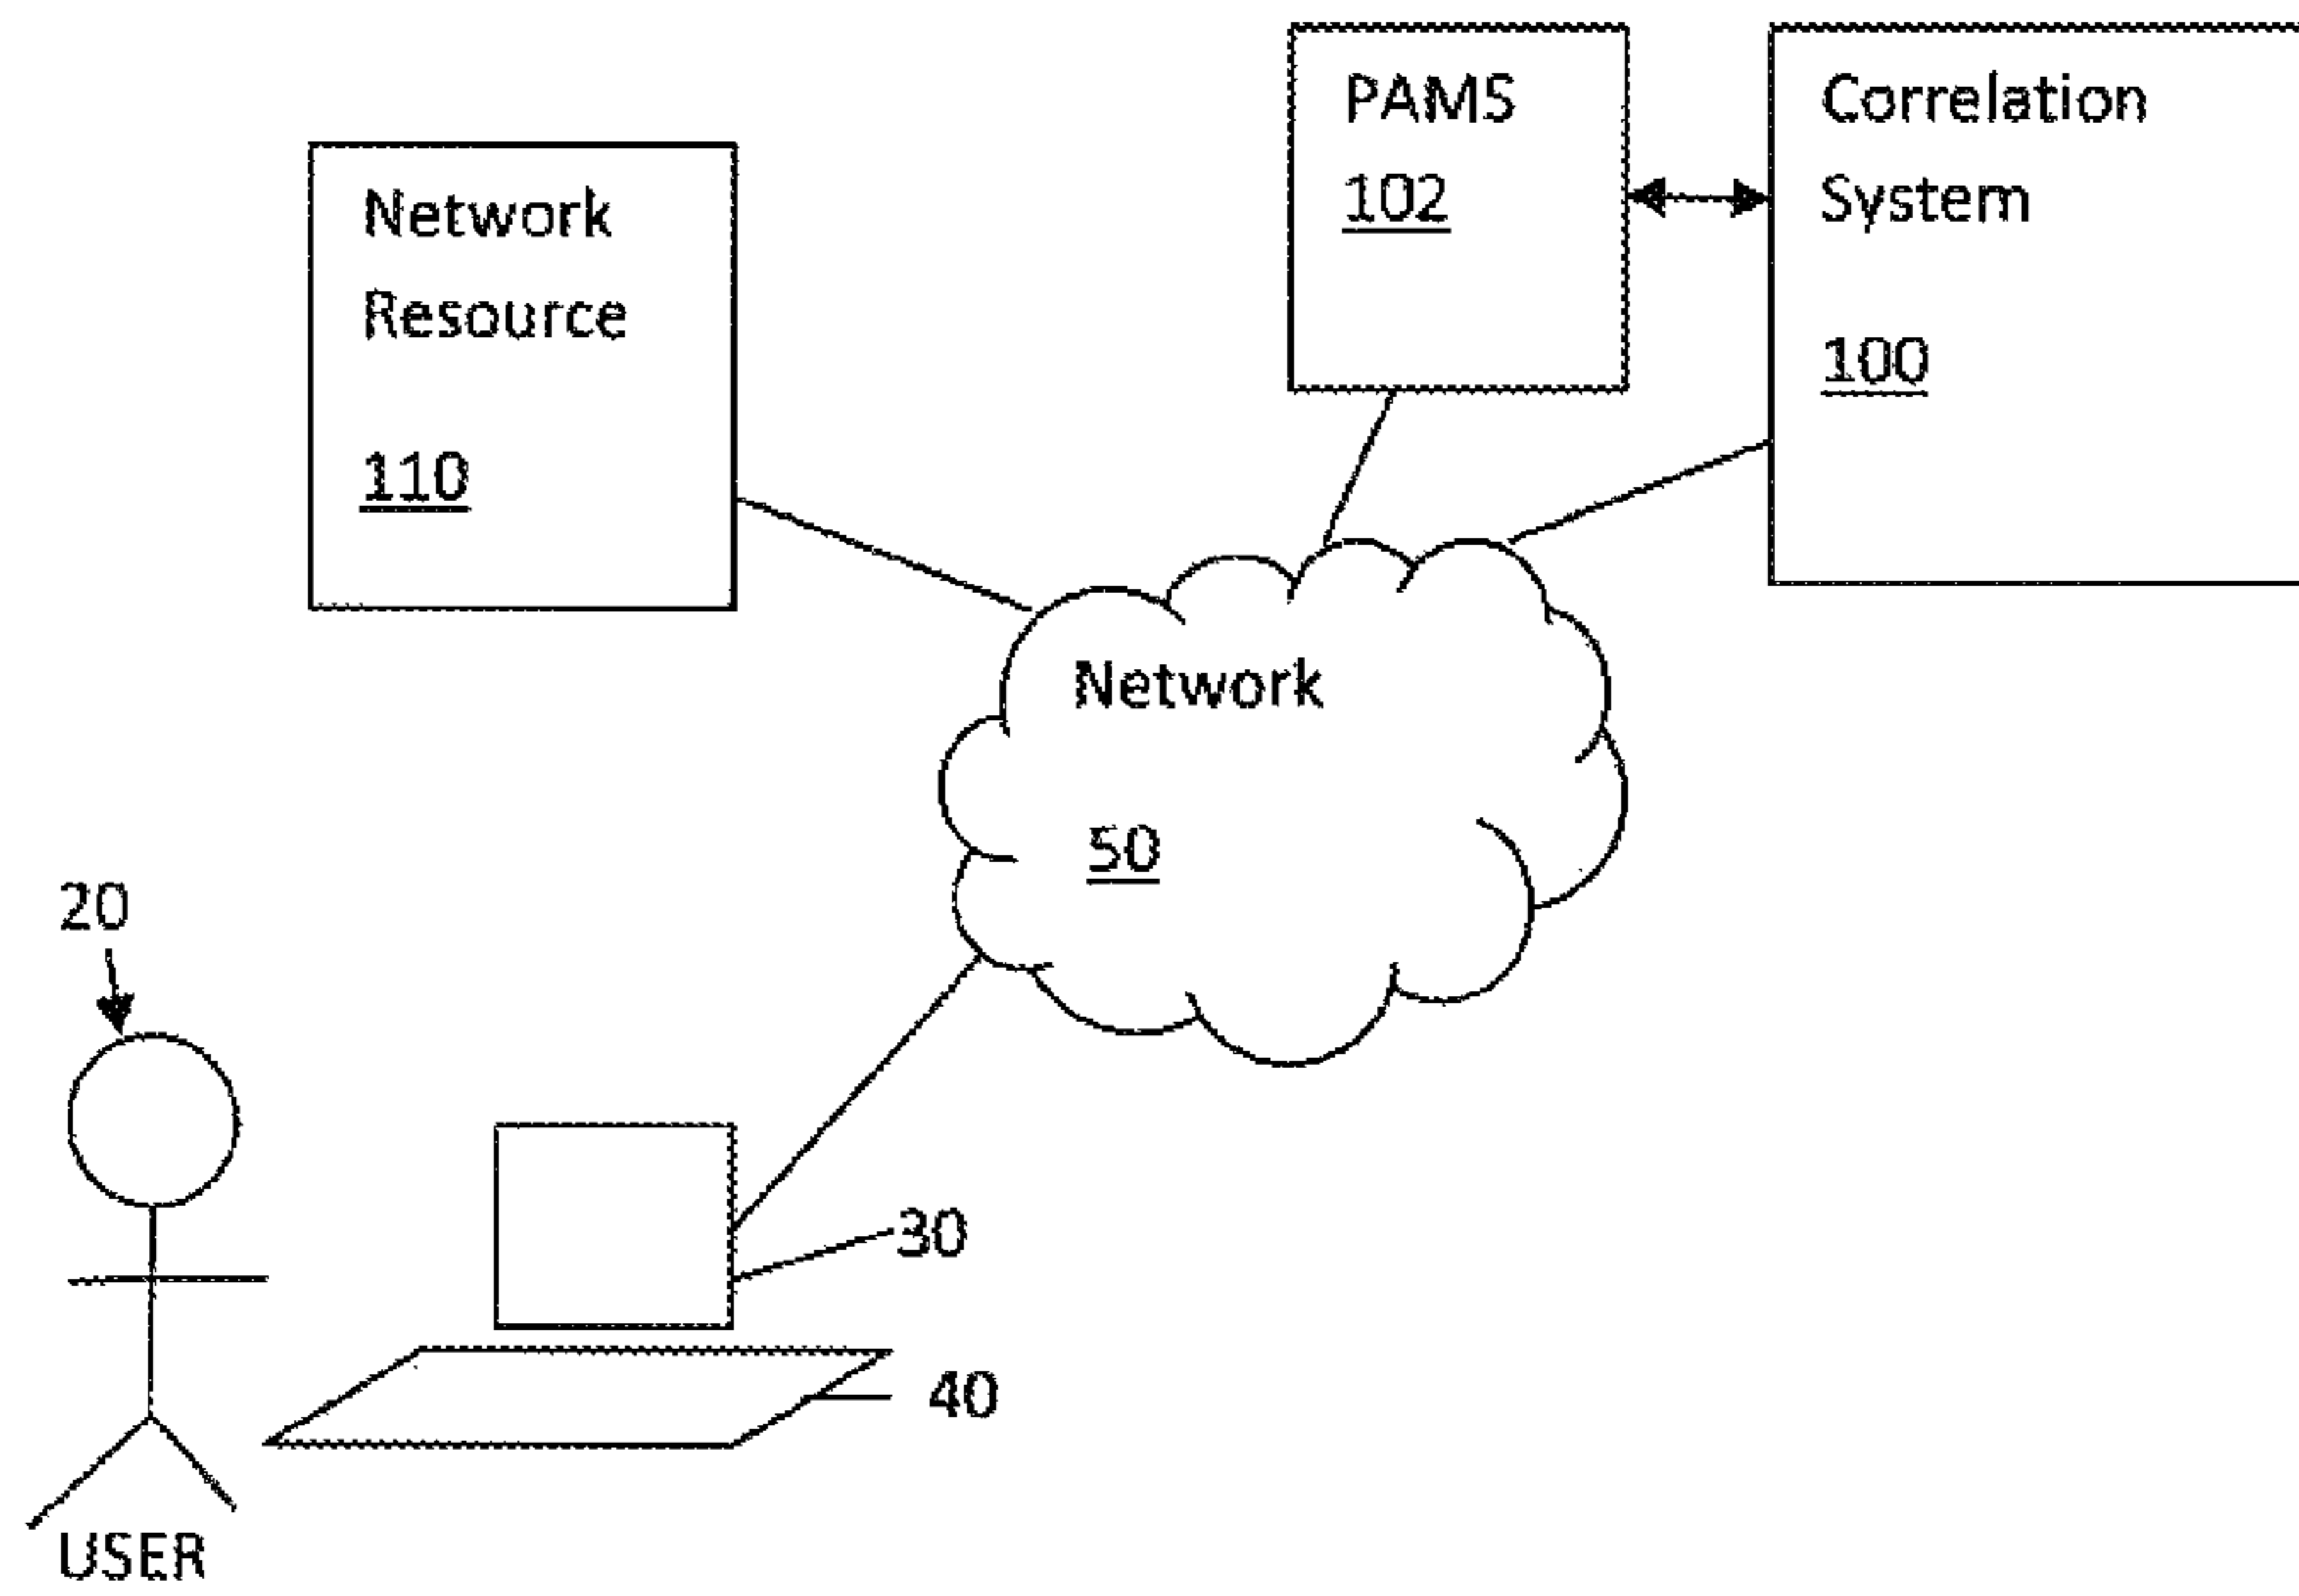 PAMS
102
Correlation
System
100
Network
Resource
110
Network
50
20
30
40
USER